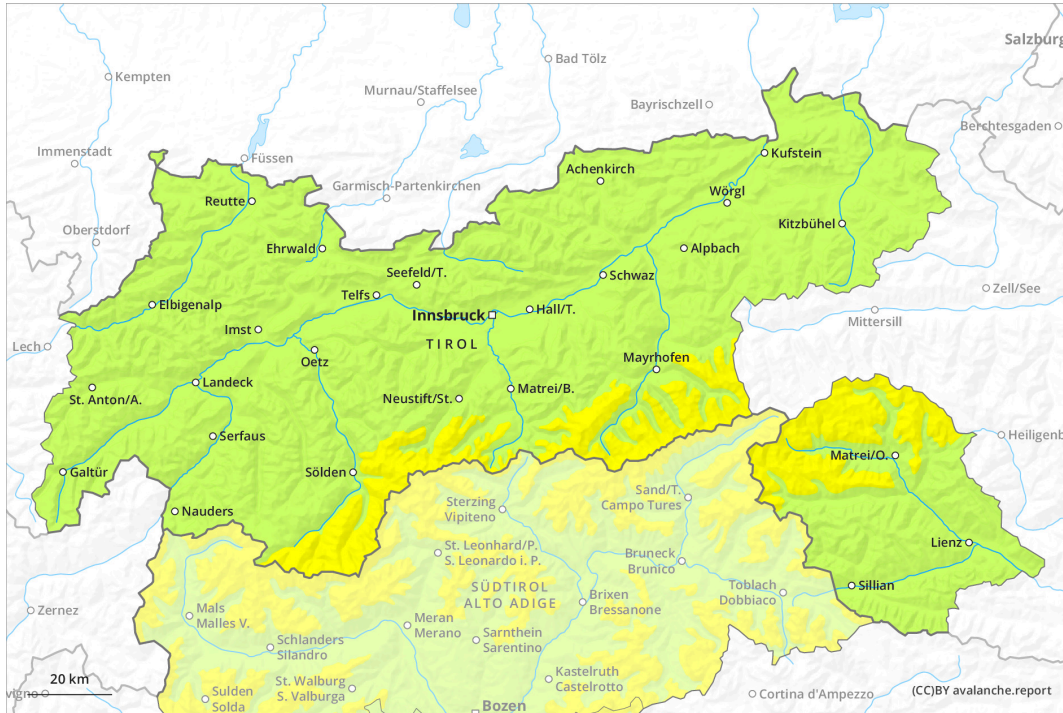 Salzburg
Kempten
Bad Tölz
Murnau/Staffelsee
Bayrischzell
Berchtesgaden
Immenstadt
Füssen
Kufstein
Achenkirch
Garmisch-Partenkirchen
Reutte
Wörgl
Oberstdorf
Kitzbühel
Ehrwald
Alpbach
Seefeld/T.
Schwaz
Zell/See
Telfs
Elbigenalp
Innsbruck
Hall/T.
Mittersill
Imst
TIROL
Lech
Oetz
Mayrhofen
Landeck
St. Anton/A.
Matrei/B.
Neustift/St.
Serfaus
Heiligenb
Matrei/O.
Galtür
Sölden
Sterzing
Vipiteno
Sand/T.
Campo Tures
Nauders
Lienz
St. Leonhard/P.
S. Leonardo i. P.
Bruneck
Brunico
SÜDTIROL
ALTO ADIGE
Sillian
Toblach
Dobbiaco
Zernez
Mals
Malles V.
Brixen
Bressanone
Meran
Merano
Schlanders
Silandro
Sarnthein
Sarentino
St. Walburg
S. Valburga
Kastelruth
Castelrotto
20 km
vigno
Sulden
Solda
Cortina d'Ampezzo
(CC)BY avalanche.report
Bozen